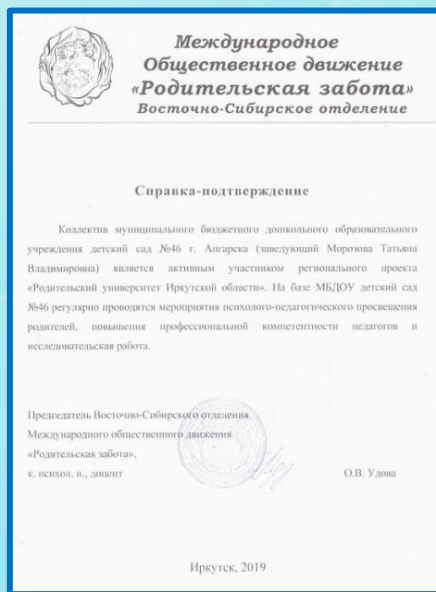 Международное
Общественное движение
«Родительская забота»
Восточно-Сибирское отделение
Справка-подтверждение
Коллектив муниципального бюджетного дошкольного образовательного
учреждения детский сад №46 г. Ангарска (заведующий Морозова Татьяна
Владимировна) является активным участником регионального проекта
«Родительский университет Иркутской области». На базе МБДОУ детский сад
№46 регулярно проводятся мероприятия психолого-педагогического просвещения
родителей, повышения профессиональной компетентности педагогов и
исследовательская работа.
Председатель Восточно-Сибирского отделения
Международного общественного движения
«Родительская забота»,
к. психол. н., доцент О.В. Удова
Иркутск, 2019